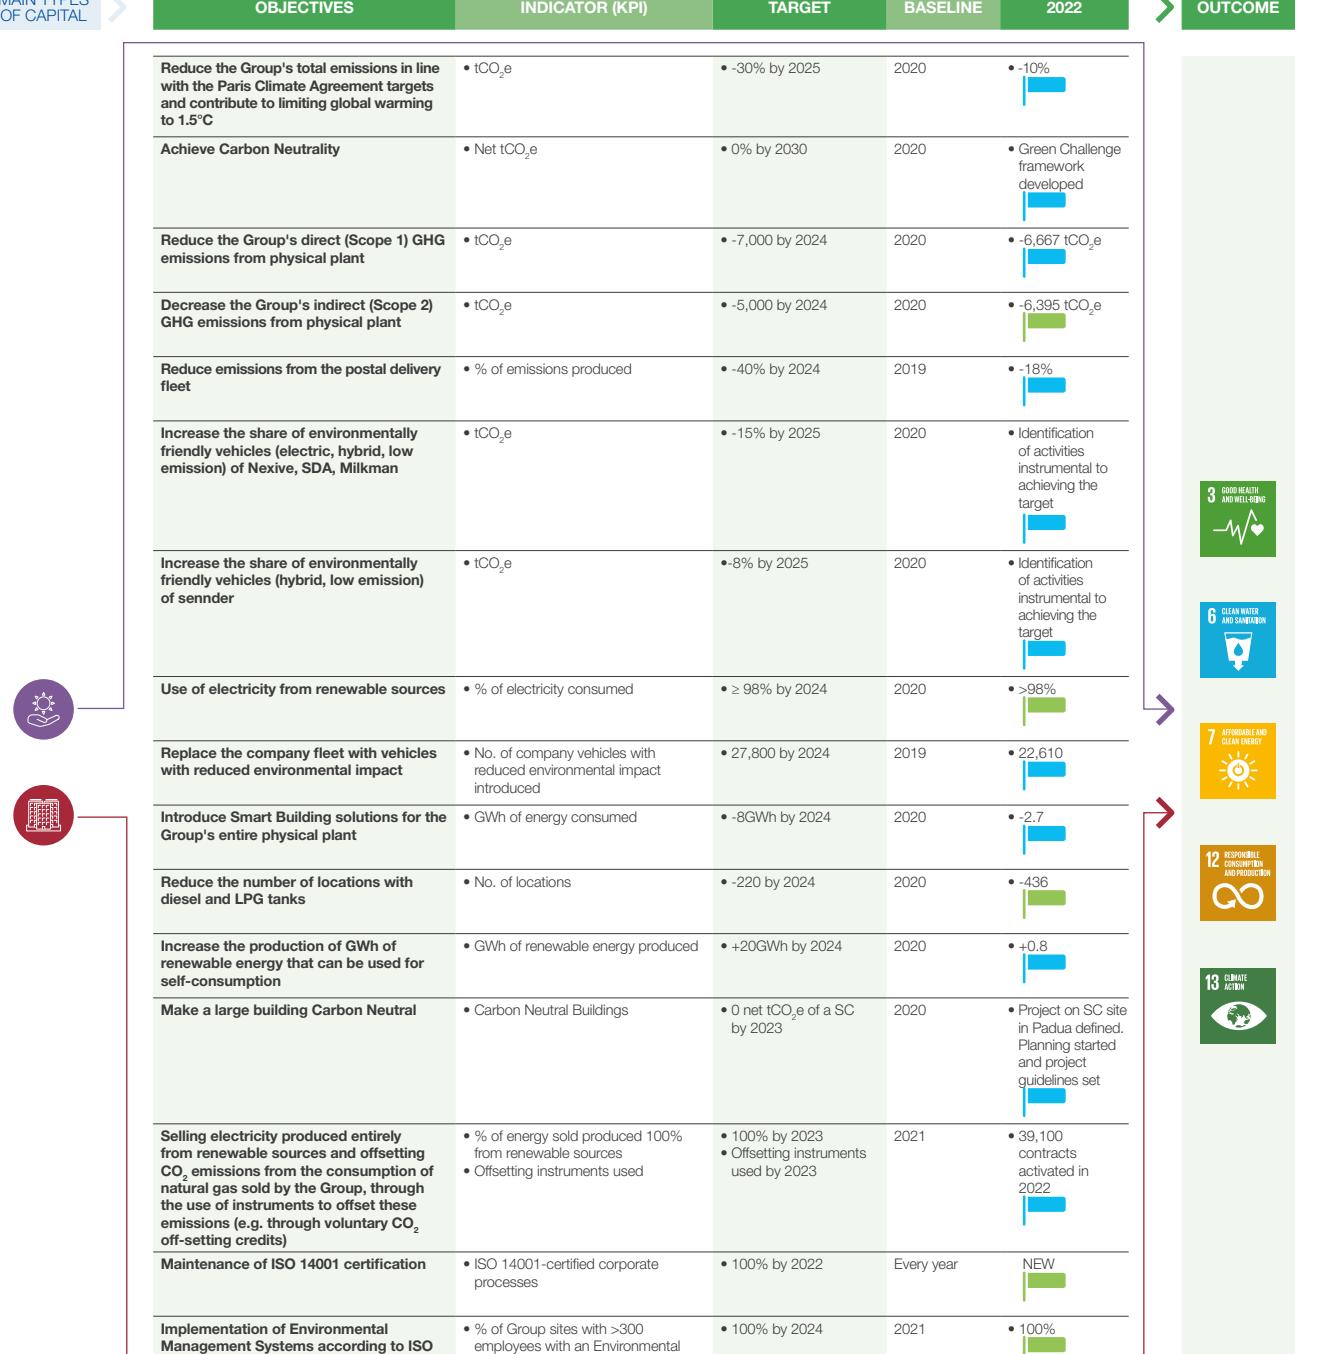 MAIN TYPES
OF CAPITAL
OBJECTIVES
INDICATOR (KPI)
TARGET
BASELINE
2022
OUTCOME
Reduce the Group's total emissions in line
with the Paris Climate Agreement targets
and contribute to limiting global warming
to 1.5°C
• tCO2e
• -30% by 2025
2020
• -10%
Achieve Carbon Neutrality
• Net tCO2e
• 0% by 2030
2020
• Green Challenge
framework
developed
Reduce the Group's direct (Scope 1) GHG
emissions from physical plant
• tCO2e
• -7,000 by 2024
2020
• -6,667 tCO2e
Decrease the Group's indirect (Scope 2)
GHG emissions from physical plant
• tCO2e
• -5,000 by 2024
2020
• -6,395 tCO2e
Reduce emissions from the postal delivery
fleet
• % of emissions produced
• -40% by 2024
2019
• -18%
Increase the share of environmentally
friendly vehicles (electric, hybrid, low
emission) of Nexive, SDA, Milkman
• tCO2e
• -15% by 2025
2020
• Identification
of activities
instrumental to
achieving the
target
Increase the share of environmentally
friendly vehicles (hybrid, low emission)
of sennder
• tCO2e
•-8% by 2025
2020
• Identification
of activities
instrumental to
achieving the
target
Use of electricity from renewable sources
• % of electricity consumed
• ≥ 98% by 2024
2020
• >98%
Replace the company fleet with vehicles
with reduced environmental impact
• No. of company vehicles with
reduced environmental impact
introduced
• 27,800 by 2024
2019
• 22,610
Introduce Smart Building solutions for the
Group's entire physical plant
• GWh of energy consumed
• -8GWh by 2024
2020
• -2.7
Reduce the number of locations with
diesel and LPG tanks
• No. of locations
• -220 by 2024
2020
• -436
Increase the production of GWh of
renewable energy that can be used for
self-consumption
• GWh of renewable energy produced
• +20GWh by 2024
2020
• +0.8
Make a large building Carbon Neutral
• Carbon Neutral Buildings
• 0 net tCO2e of a SC
by 2023
2020
• Project on SC site
in Padua defined.
Planning started
and project
guidelines set
Selling electricity produced entirely
from renewable sources and offsetting
CO2 emissions from the consumption of
natural gas sold by the Group, through
the use of instruments to offset these
emissions (e.g. through voluntary CO2
off-setting credits)
• % of energy sold produced 100%
from renewable sources
• Offsetting instruments used
• 100% by 2023
• Offsetting instruments
used by 2023
2021
• 39,100
contracts
activated in
2022
Maintenance of ISO 14001 certification
• ISO 14001-certified corporate
processes
• 100% by 2022
Every year
NEW
Implementation of Environmental
Management Systems according to ISO
• % of Group sites with >300
employees with an Environmental
• 100% by 2024
2021
• 100%
3 GOOD HEALTH
AND WELL-BEING
6 CLEAN WATER
AND SANITATION
7 AFFORDABLE AND
CLEAN ENERGY
12 RESPONSIBLE
CONSUMPTION
AND PRODUCTION
13 CLIMATE
ACTION